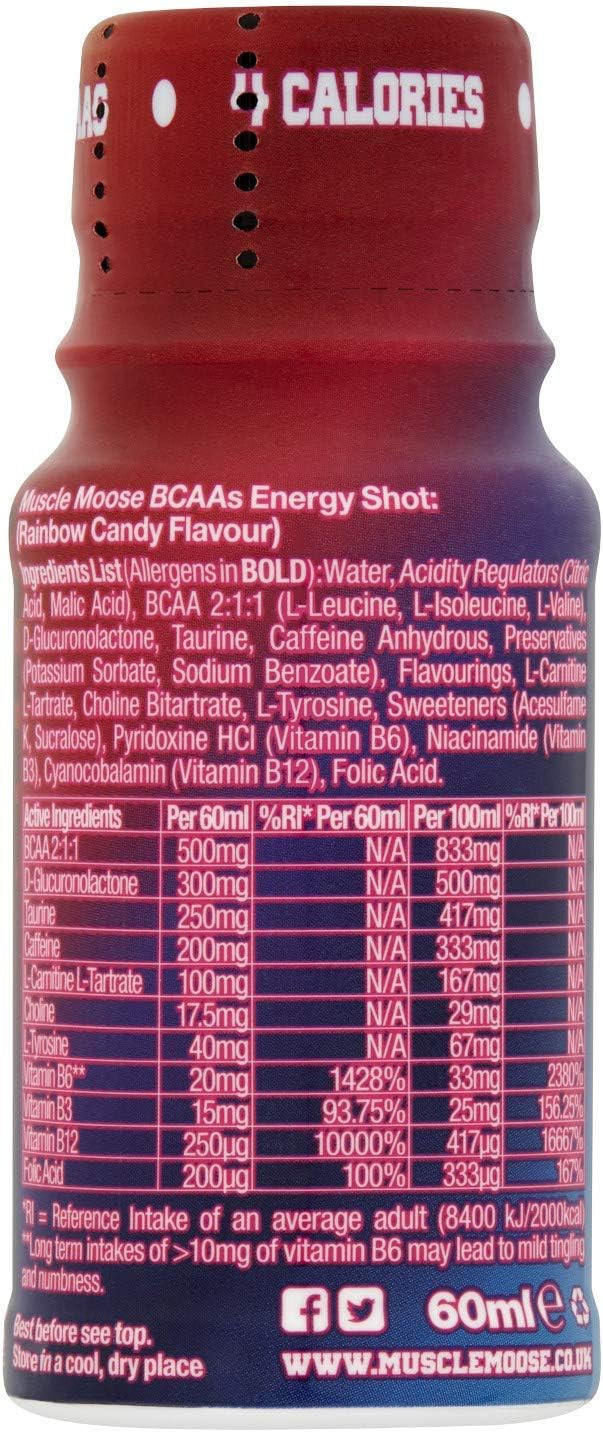 4 CALORIES
Muscle Moose BCAAs Energy Shot:
(Rainbow Candy Flavour)
Ingredients List (Allergens in BOLD): Water, Acidity Regulators (Citric
Acid, Malic Acid), BCAA 2:1:1 (L-Leucine, L-Isoleucine, L-Valine),
D-Glucuronolactone, Taurine, Caffeine Anhydrous, Preservatives
(Potassium Sorbate, Sodium Benzoate), Flavourings, L-Carnitine
L-Tartrate, Choline Bitartrate, L-Tyrosine, Sweeteners (Acesulfame
K, Sucralose), Pyridoxine HCl (Vitamin B6), Niacinamide (Vitamin
B3), Cyanocobalamin (Vitamin B12), Folic Acid.
Active Ingredients Per 60ml %RI* Per 60ml Per 100ml %RI* Per 100ml
BCAA 2:1:1 500mg N/A 833mg N/A
D-Glucuronolactone 300mg N/A 500mg N/A
Taurine 250mg N/A 417mg N/A
Caffeine 200mg N/A 333mg N/A
L-Carnitine L-Tartrate 100mg N/A 167mg N/A
Choline 17.5mg N/A 29mg N/A
L-Tyrosine 40mg N/A 67mg N/A
Vitamin B6** 20mg 1428% 33mg 2380%
Vitamin B3 15mg 93.75% 25mg 156.25%
Vitamin B12 250µg 10000% 417µg 16667%
Folic Acid 200µg 100% 333µg 167%
*RI = Reference Intake of an average adult (8400 kJ/2000kcal)
**Long term intakes of >10mg of vitamin B6 may lead to mild tingling
and numbness.
60ml e
Best before see top.
Store in a cool, dry place
WWW.MUSCLEMOOSE.CO.UK